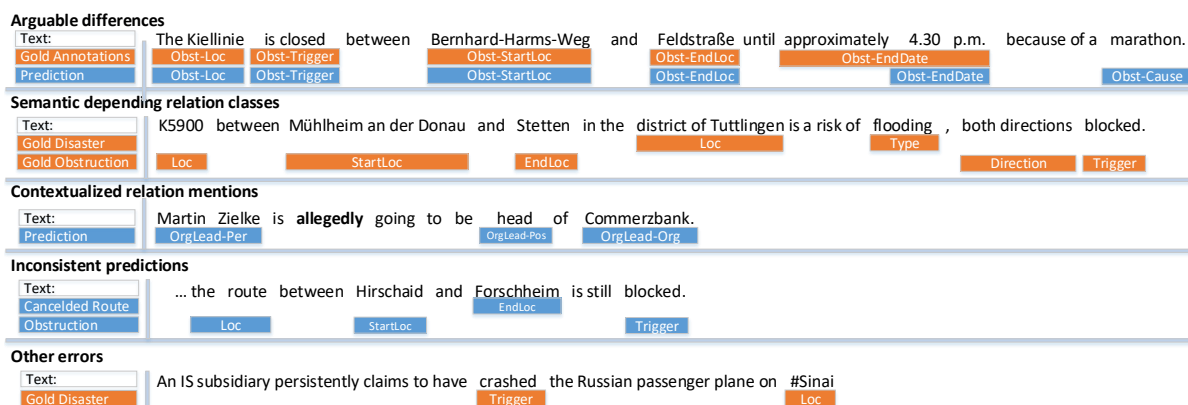 Arguable differences
Text: The Kiellinie is closed between Bernhard-Harms-Weg and Feldstraße until approximately 4.30 p.m. because of a marathon.
Gold Annotations Obst-Loc Obst-Trigger Obst-StartLoc Obst-EndLoc Obst-EndDate
Prediction Obst-Loc Obst-Trigger Obst-StartLoc Obst-EndLoc Obst-EndDate Obst-Cause
Semantic depending relation classes
Text: K5900 between Mühlheim an der Donau and Stetten in the district of Tuttlingen is a risk of flooding , both directions blocked.
Gold Disaster Loc Type
Gold Obstruction Loc StartLoc EndLoc Direction Trigger
Contextualized relation mentions
Text: Martin Zielke is allegedly going to be head of Commerzbank.
Prediction OrgLead-Per OrgLead-Pos OrgLead-Org
Inconsistent predictions
Text: ... the route between Hirschaid and Forschheim is still blocked.
Cancelded Route EndLoc
Obstruction Loc StartLoc Trigger
Other errors
Text: An IS subsidiary persistently claims to have crashed the Russian passenger plane on #Sinai
Gold Disaster Trigger Loc